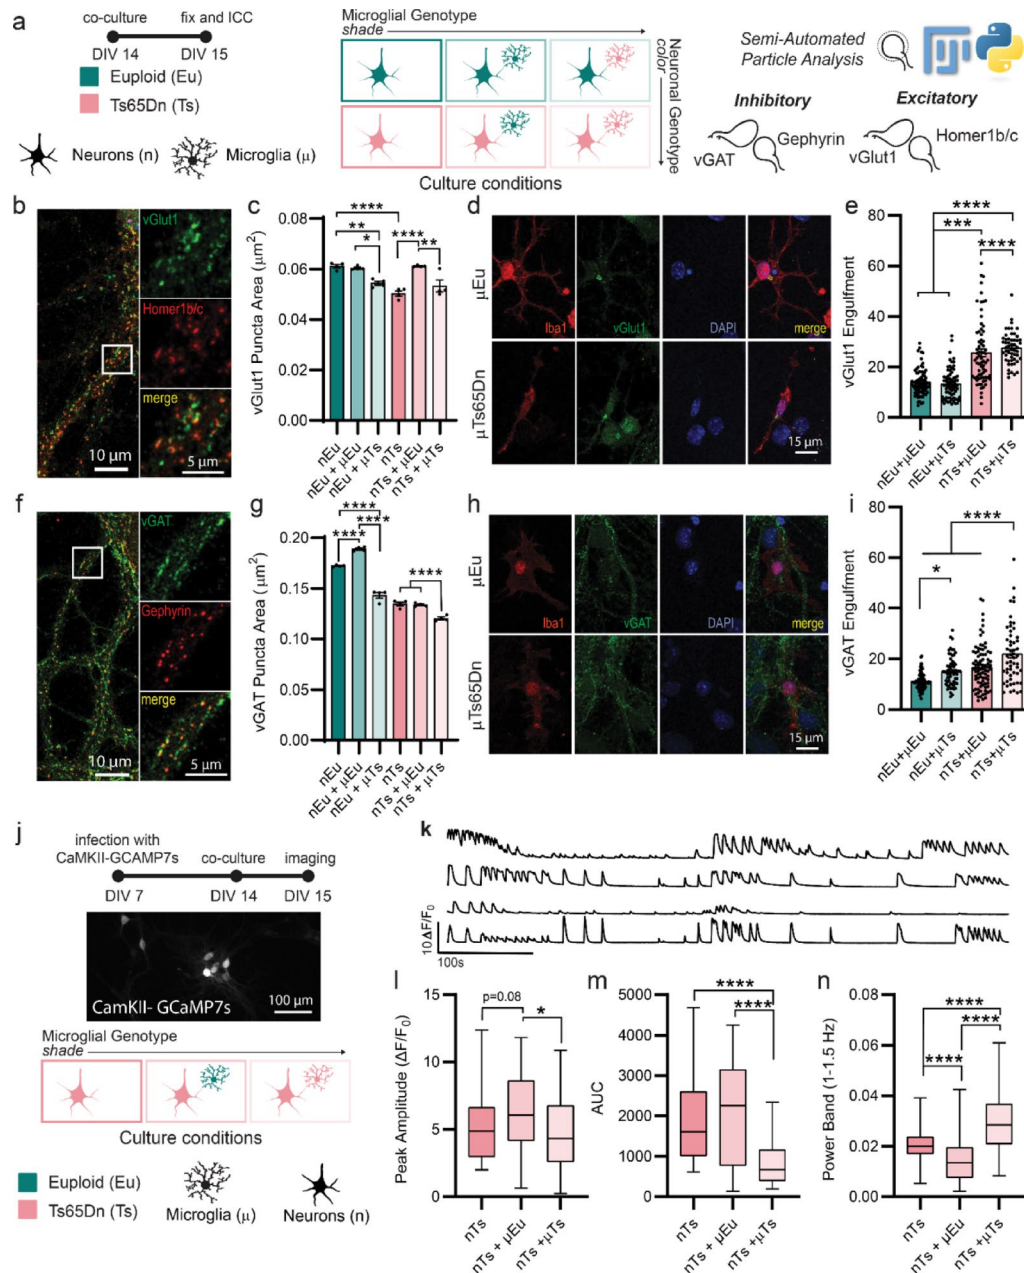 a
co-culture fix and ICC
DIV 14 DIV 15
Euploid (Eu)
Ts65Dn (Ts)
Neurons (n) Microglia (μ)
Microglial Genotype
shade
Neuronal Genotype
color
Culture conditions
Semi-Automated
Particle Analysis
Inhibitory Excitatory
vGAT Gephyrin
vGlut1 Homer1b/c
b
vGlut1
Homer1b/c
merge
10 μm
5 μm
c
vGlut1 Puncta Area (μm²)
0.08
0.06
0.04
0.02
0.00
****
**
*
****
**
nEu
nEu + μEu
nEu + μTs
nTs
nTs + μEu
nTs + μTs
d
μEu
μTs65Dn
Iba1 vGlut1 DAPI merge
15 μm
e
vGlut1 Engulfment
80
60
40
20
0
****
***
****
nEu+μEu
nEu+μTs
nTs+μEu
nTs+μTs
f
vGAT
Gephyrin
merge
10 μm
5 μm
g
vGAT Puncta Area (μm²)
0.20
0.15
0.10
0.05
0.00
****
****
****
****
nEu
nEu + μEu
nEu + μTs
nTs
nTs + μEu
nTs + μTs
h
μEu
μTs65Dn
Iba1 vGAT DAPI merge
15 μm
i
vGAT Engulfment
80
60
40
20
0
****
*
nEu+μEu
nEu+μTs
nTs+μEu
nTs+μTs
j
infection with
CaMKII-GCAMP7s co-culture imaging
DIV 7 DIV 14 DIV 15
CamKII- GCaMP7s
100 μm
Microglial Genotype
shade
Culture conditions
Euploid (Eu)
Ts65Dn (Ts)
Microglia (μ) Neurons (n)
k
10ΔF/F₀
100s
l
Peak Amplitude (ΔF/F₀)
15
10
5
0
p=0.08
*
nTs
nTs + μEu
nTs +μTs
m
AUC
5000
4000
3000
2000
1000
0
****
****
nTs
nTs + μEu
nTs +μTs
n
Power Band (1-1.5 Hz)
0.08
0.06
0.04
0.02
0.00
****
****
****
nTs
nTs + μEu
nTs +μTs